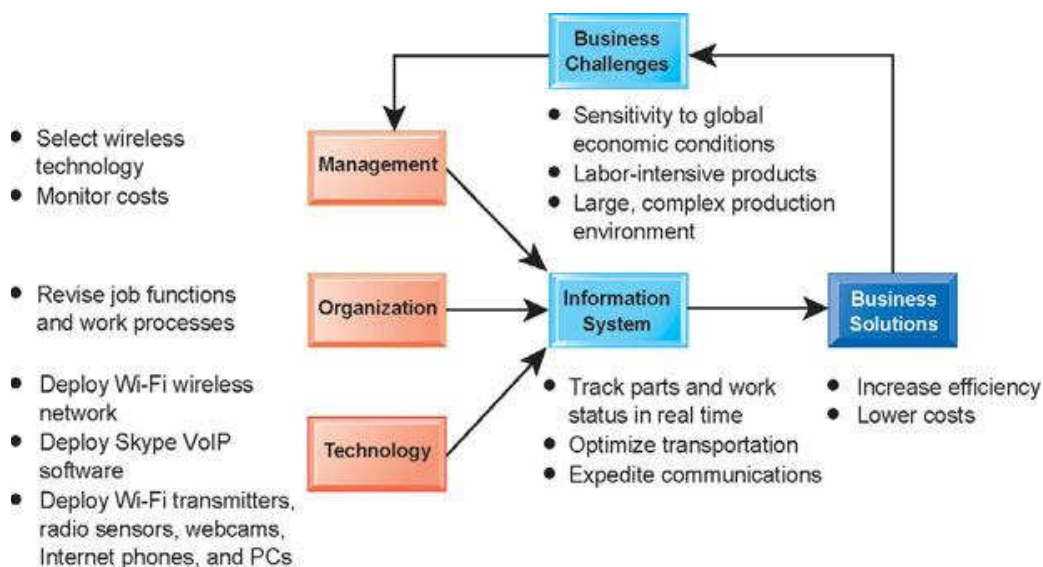 Business
Challenges
• Sensitivity to global
economic conditions
• Labor-intensive products
• Large, complex production
environment
• Select wireless
technology
• Monitor costs
Management
• Revise job functions
and work processes
Organization
Information
System
Business
Solutions
• Deploy Wi-Fi wireless
network
• Deploy Skype VoIP
software
• Deploy Wi-Fi transmitters,
radio sensors, webcams,
Internet phones, and PCs
Technology
• Track parts and work
status in real time
• Optimize transportation
• Expedite communications
• Increase efficiency
• Lower costs